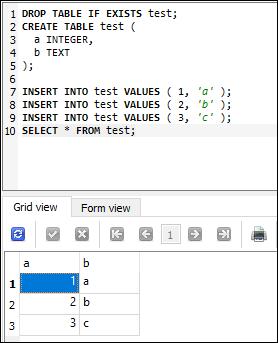 1 DROP TABLE IF EXISTS test;
2 CREATE TABLE test (
3   a INTEGER,
4   b TEXT
5 );
6
7 INSERT INTO test VALUES ( 1, 'a' );
8 INSERT INTO test VALUES ( 2, 'b' );
9 INSERT INTO test VALUES ( 3, 'c' );
10 SELECT * FROM test;
Grid view Form view
1
a b
1 1 a
2 2 b
3 3 c